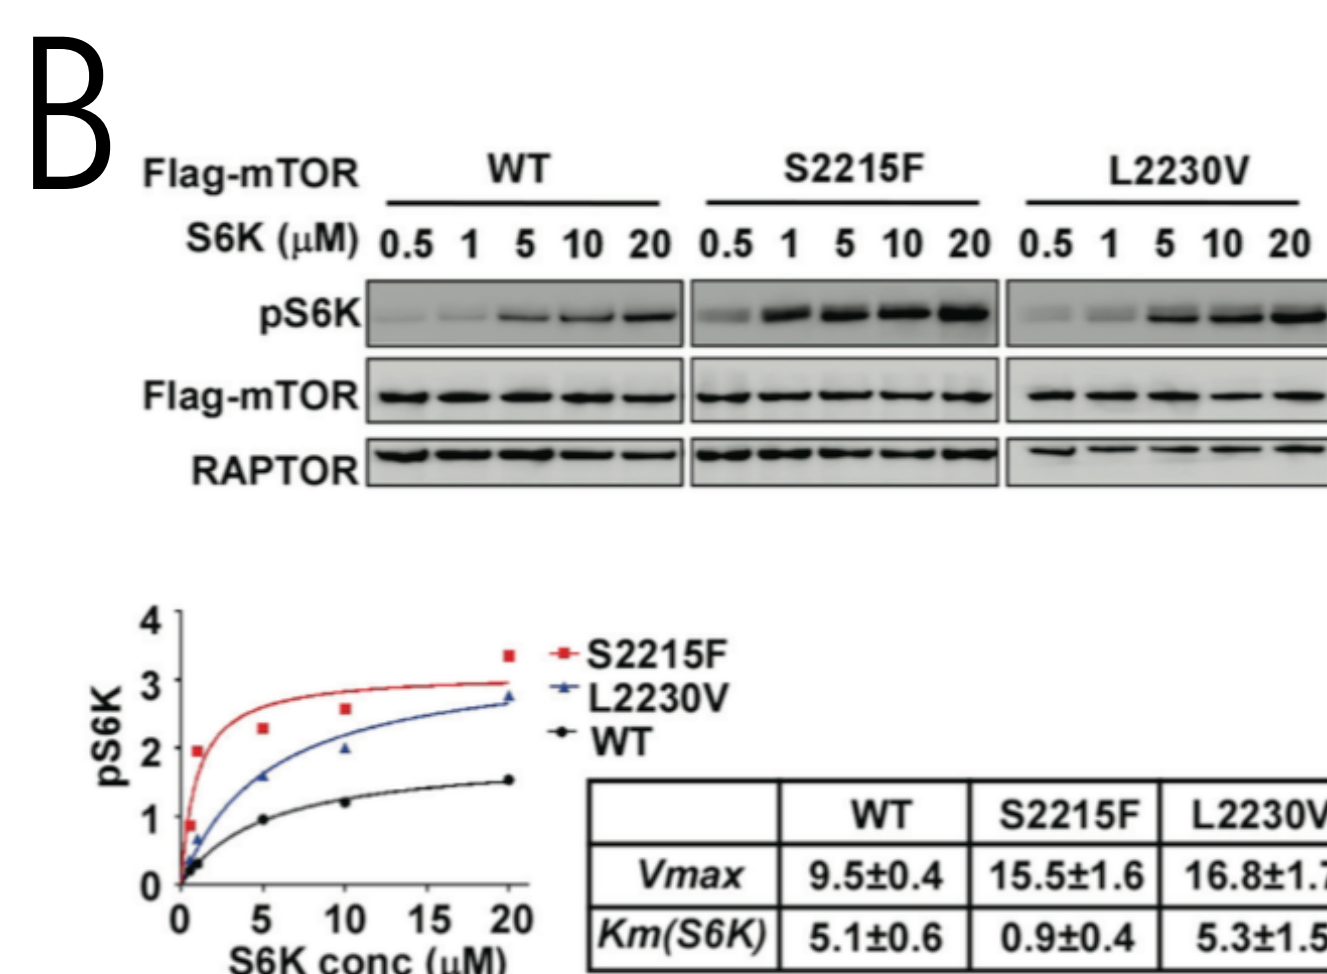 B
Flag-mTOR WT S2215F L2230V
S6K (μM) 0.5 1 5 10 20 0.5 1 5 10 20 0.5 1 5 10 20
pS6K
Flag-mTOR
RAPTOR
4
3
2
1
0
pS6K
0 5 10 15 20
S6K conc (μM)
S2215F
L2230V
WT
WT S2215F L2230V
Vmax 9.5±0.4 15.5±1.6 16.8±1.7
Km(S6K) 5.1±0.6 0.9±0.4 5.3±1.5